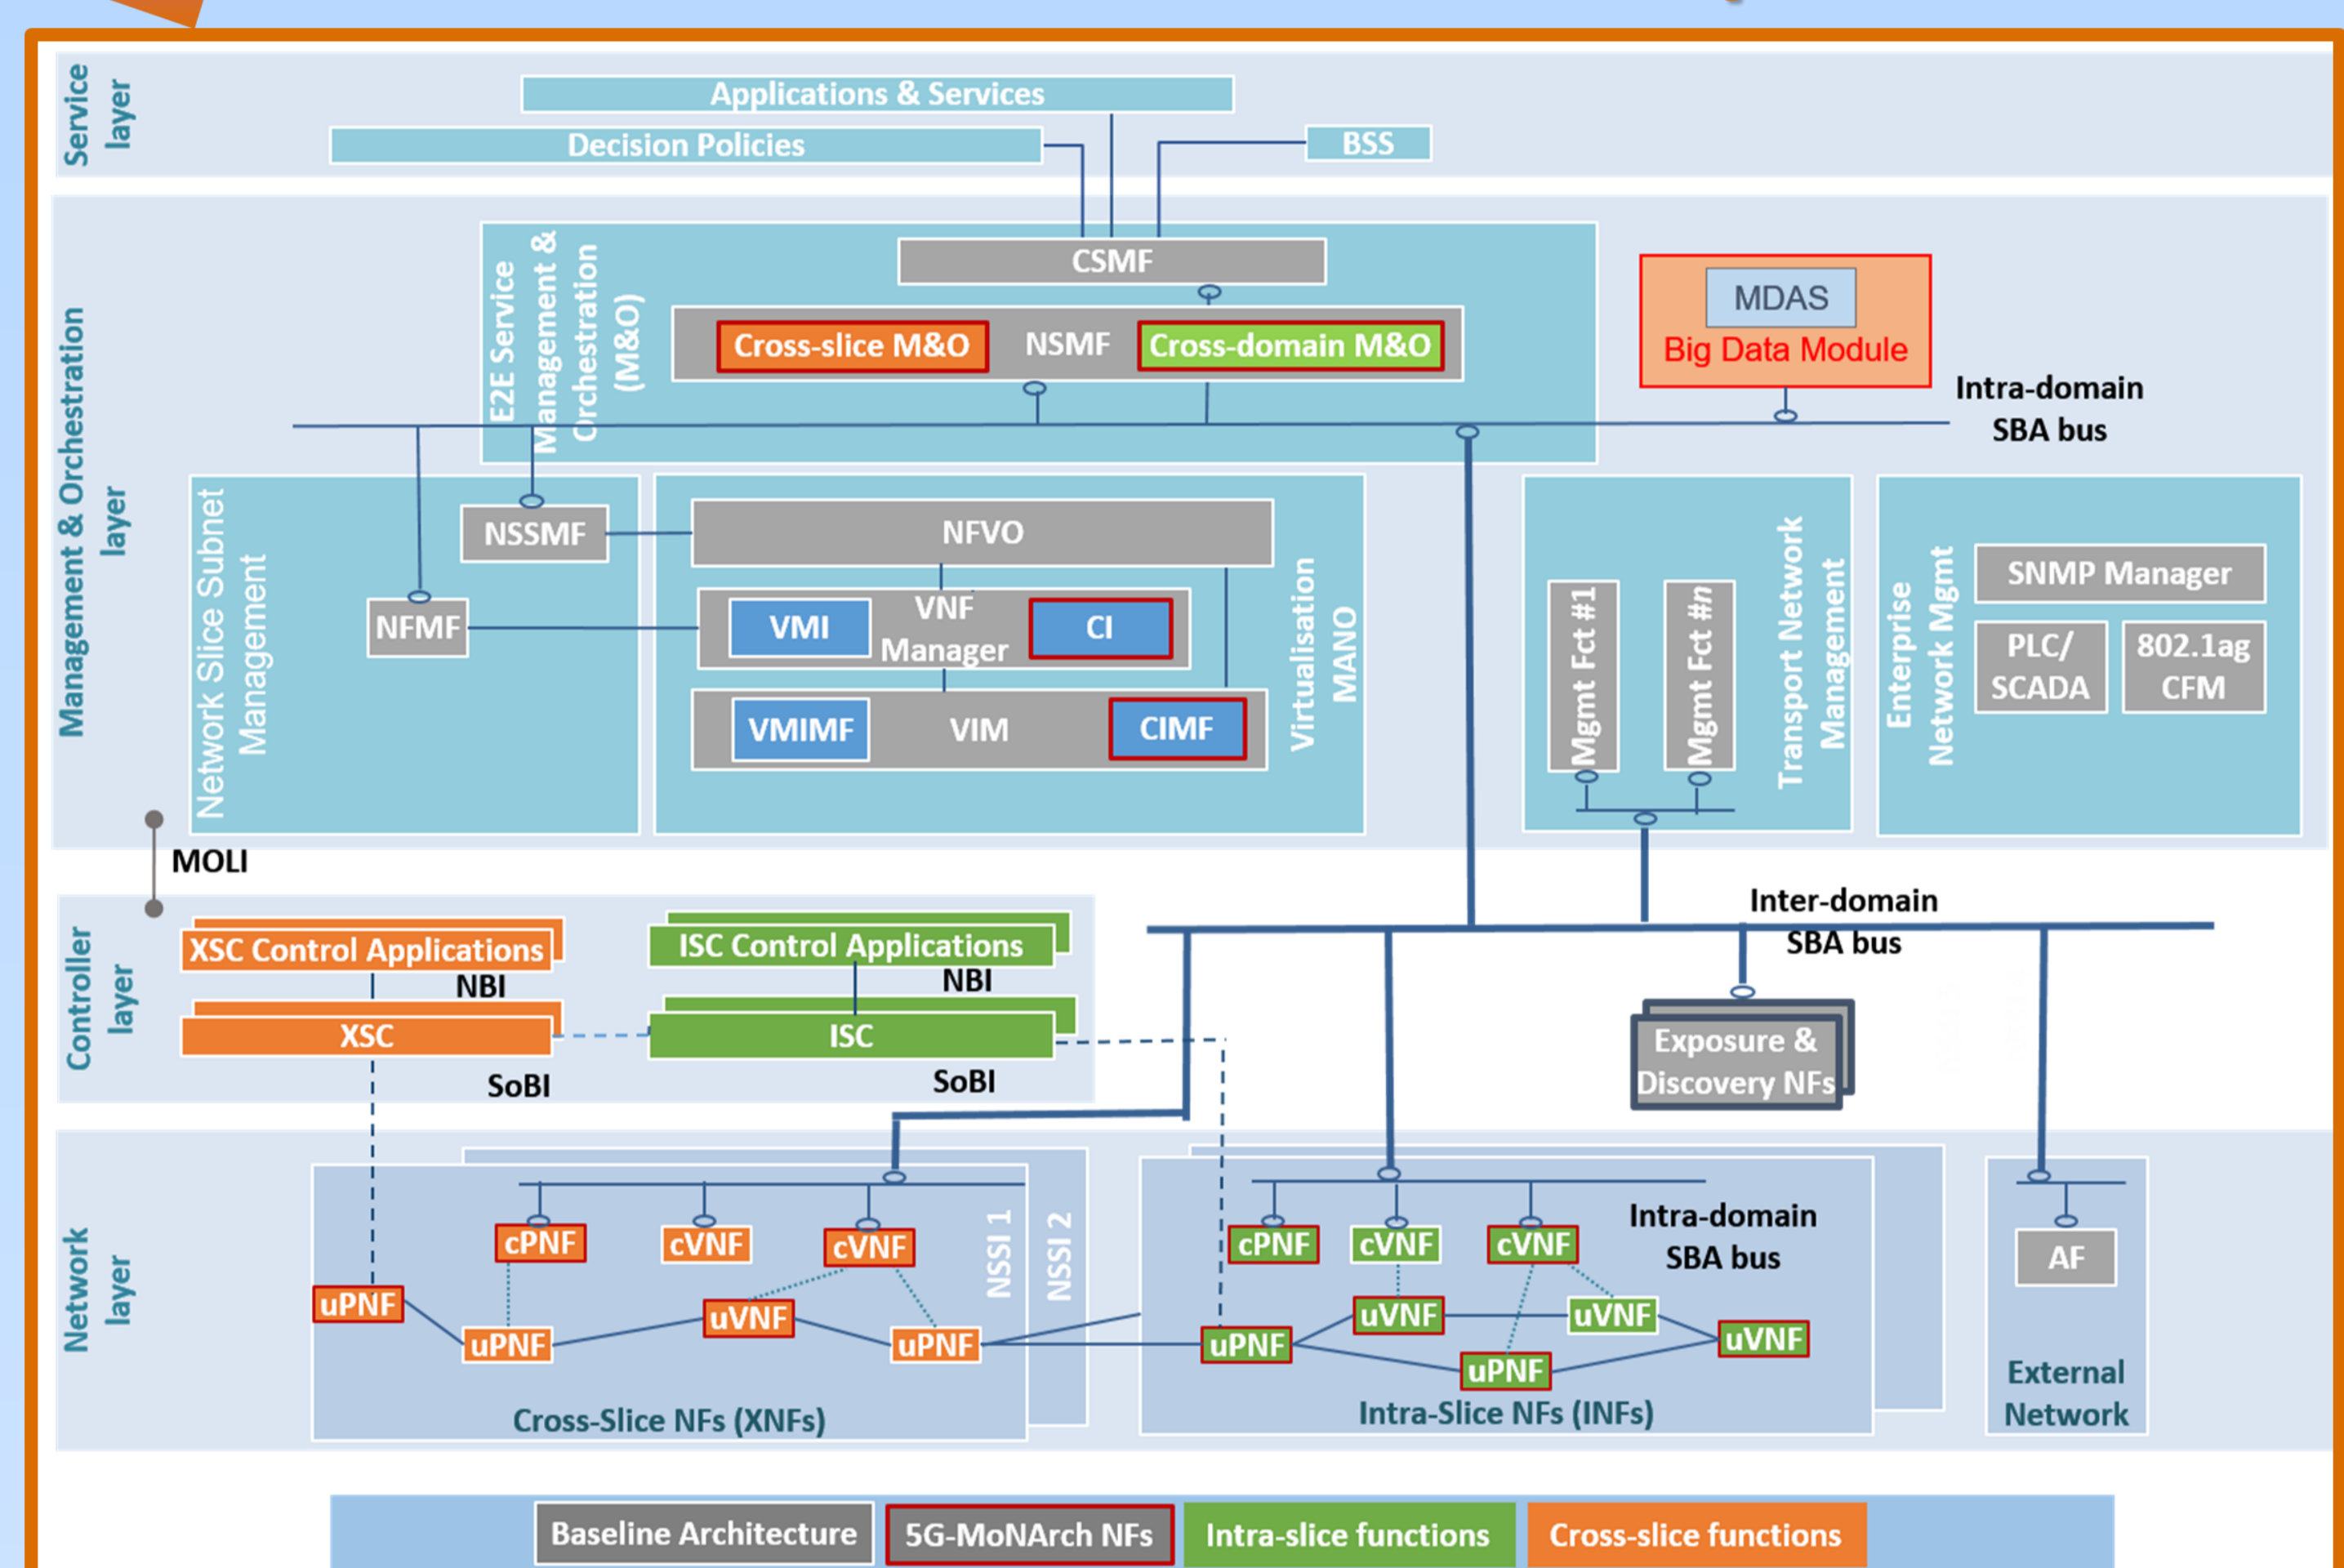 Service
layer
Applications & Services
Decision Policies
BSS
Management & Orchestration
layer
E2E Service
Management &
Orchestration
(M&O)
CSMF
Cross-slice M&O
NSMF
Cross-domain M&O
MDAS
Big Data Module
Intra-domain
SBA bus
Network Slice Subnet
Management
NSSMF
NFMF
NFVO
VMI
VNF
Manager
CI
VMIMF
VIM
CIMF
Virtualisation
MANO
Mgmt Fct #1
Mgmt Fct #n
Transport Network
Management
Enterprise
Network Mgmt
SNMP Manager
PLC/
SCADA
802.1ag
CFM
MOLI
Controller
layer
XSC Control Applications
NBI
XSC
SoBI
ISC Control Applications
NBI
ISC
SoBI
Inter-domain
SBA bus
Exposure &
Discovery NFs
Network
layer
cPNF
cVNF
cVNF
uPNF
uPNF
uVNF
uPNF
NSSI 1
NSSI 2
Cross-Slice NFs (XNFs)
cPNF
cVNF
cVNF
Intra-domain
SBA bus
uPNF
uVNF
uVNF
uPNF
uVNF
Intra-Slice NFs (INFs)
AF
External
Network
Baseline Architecture
5G-MoNArch NFs
Intra-slice functions
Cross-slice functions